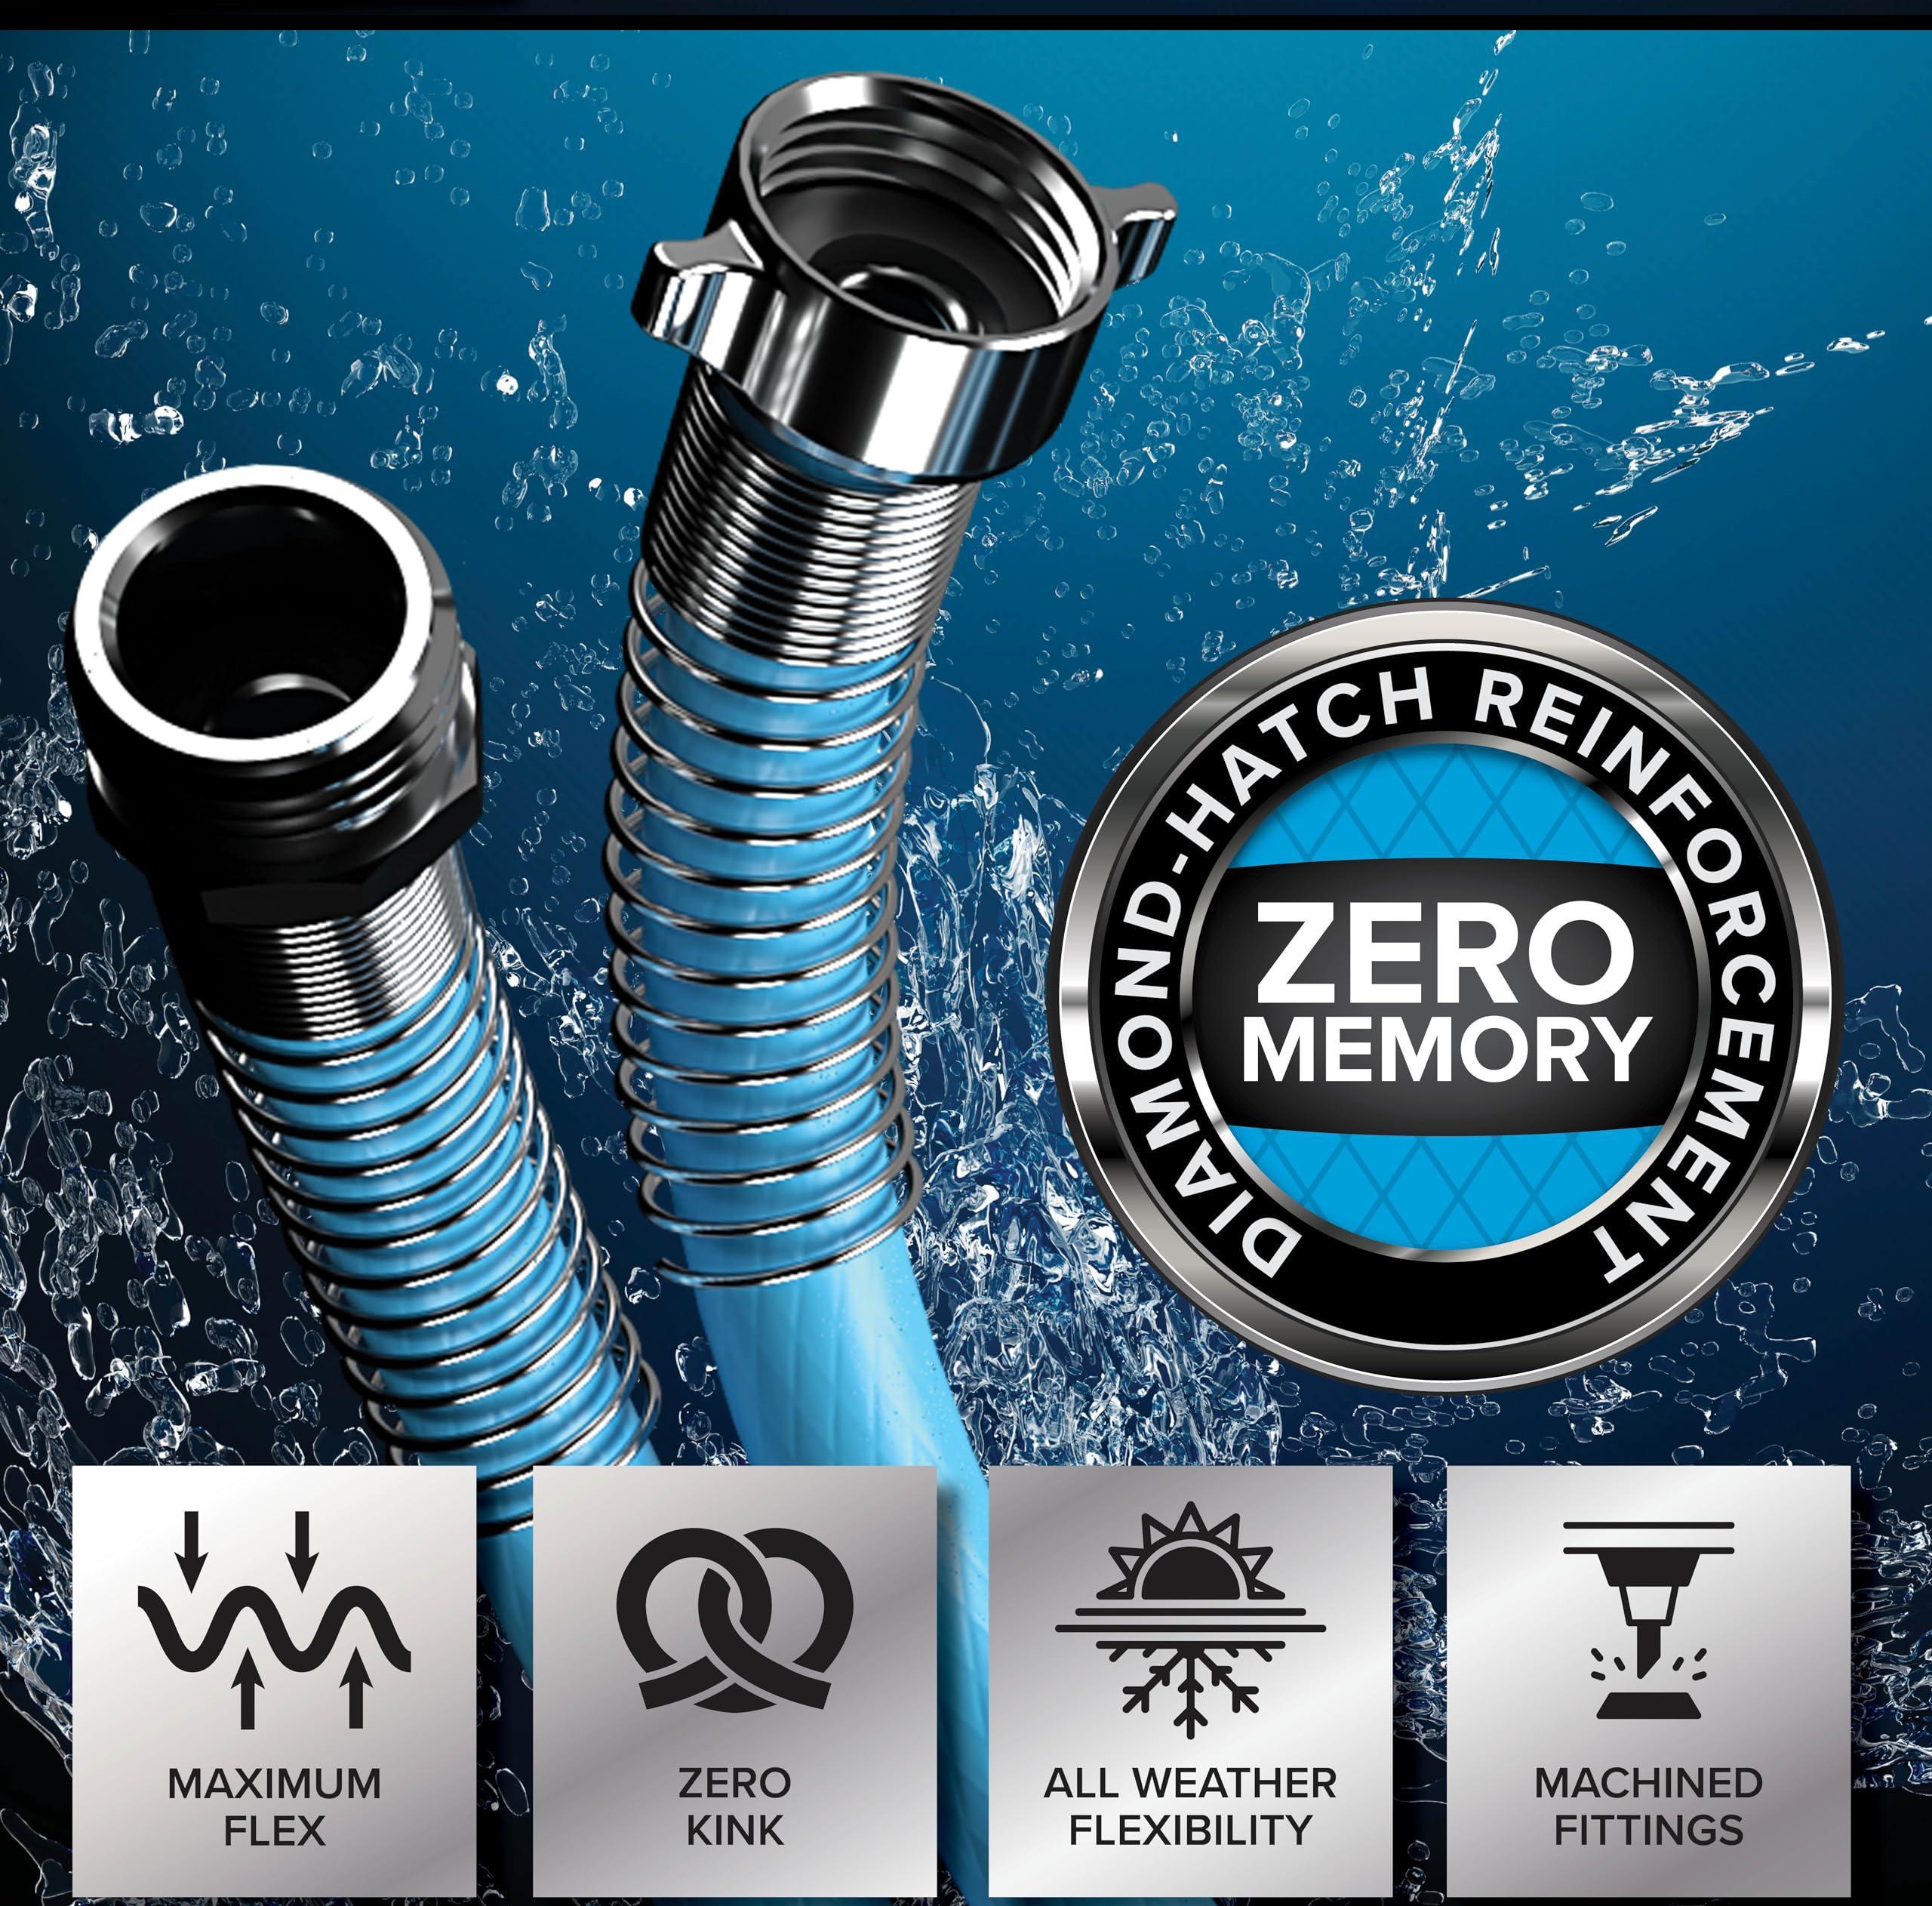 DIAMOND-HATCH REINFORCEMENT
ZERO
MEMORY
MAXIMUM
FLEX
ZERO
KINK
ALL WEATHER
FLEXIBILITY
MACHINED
FITTINGS